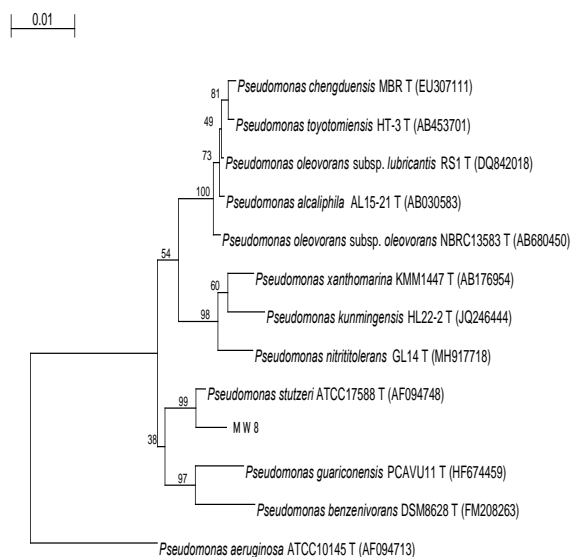 0.01
81
Pseudomonas chengduensis MBR T (EU307111)
49
Pseudomonas toyotomiensis HT-3 T (AB453701)
73
Pseudomonas oleovorans subsp. lubricantis RS1 T (DQ842018)
100
Pseudomonas alcaliphila AL15-21 T (AB030583)
Pseudomonas oleovorans subsp. oleovorans NBRC13583 T (AB680450)
54
60
Pseudomonas xanthomarina KMM1447 T (AB176954)
98
Pseudomonas kunmingensis HL22-2 T (JQ246444)
Pseudomonas nitrititolerans GL14 T (MH917718)
99
Pseudomonas stutzeri ATCC17588 T (AF094748)
M W 8
38
97
Pseudomonas guariconensis PCAVU11 T (HF674459)
Pseudomonas benzenivorans DSM8628 T (FM208263)
Pseudomonas aeruginosa ATCC10145 T (AF094713)